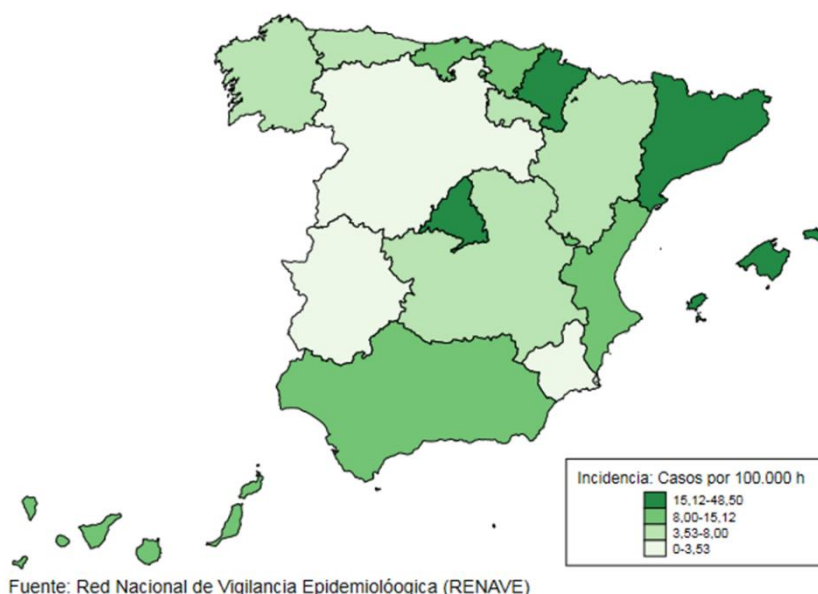 Incidencia: Casos por 100.000 h
15,12-48,50
8,00-15,12
3,53-8,00
0-3,53
Fuente: Red Nacional de Vigilancia Epidemiolóogica (RENAVE)